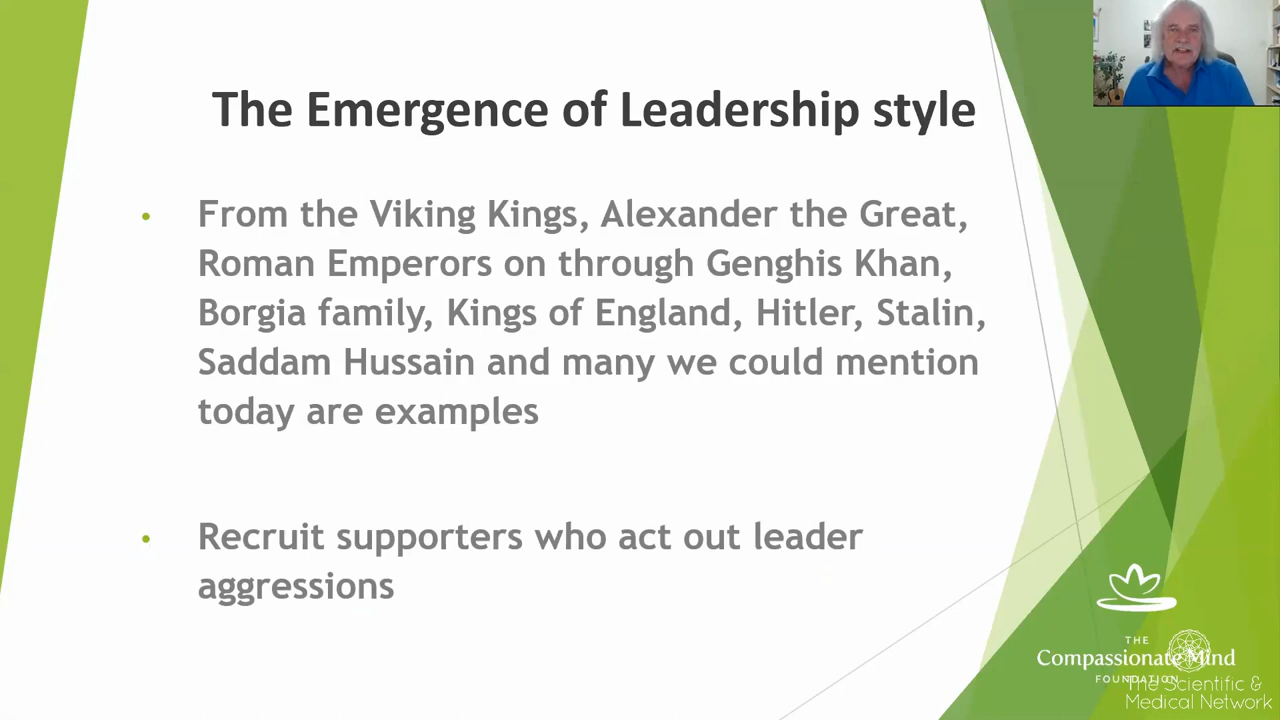 The Emergence of Leadership style
• From the Viking Kings, Alexander the Great,
Roman Emperors on through Genghis Khan,
Borgia family, Kings of England, Hitler, Stalin,
Saddam Hussain and many we could mention
today are examples
• Recruit supporters who act out leader
aggressions
THE
Compassionate Mind
FOUNDATION
The Scientific &
Medical Network